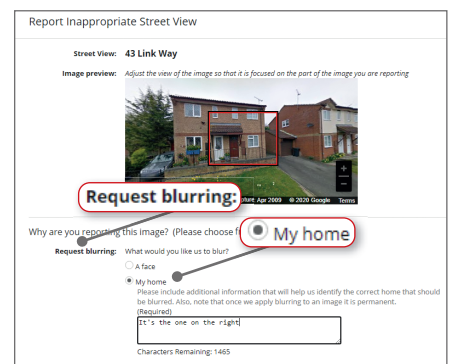 Report Inappropriate Street View
Street View: 43 Link Way
Image preview: Adjust the view of the image so that it is focused on the part of the image you are reporting
+
−
Apr 2009 © 2020 Google Terms
Request blurring:
Why are you reporting this image? (Please choose
My home
Request blurring: What would you like us to blur?
A face
My home
Please include additional information that will help us identify the correct home that should
be blurred. Also, note that once we apply blurring to an image it is permanent.
(Required)
It's the one on the right
Characters Remaining: 1465